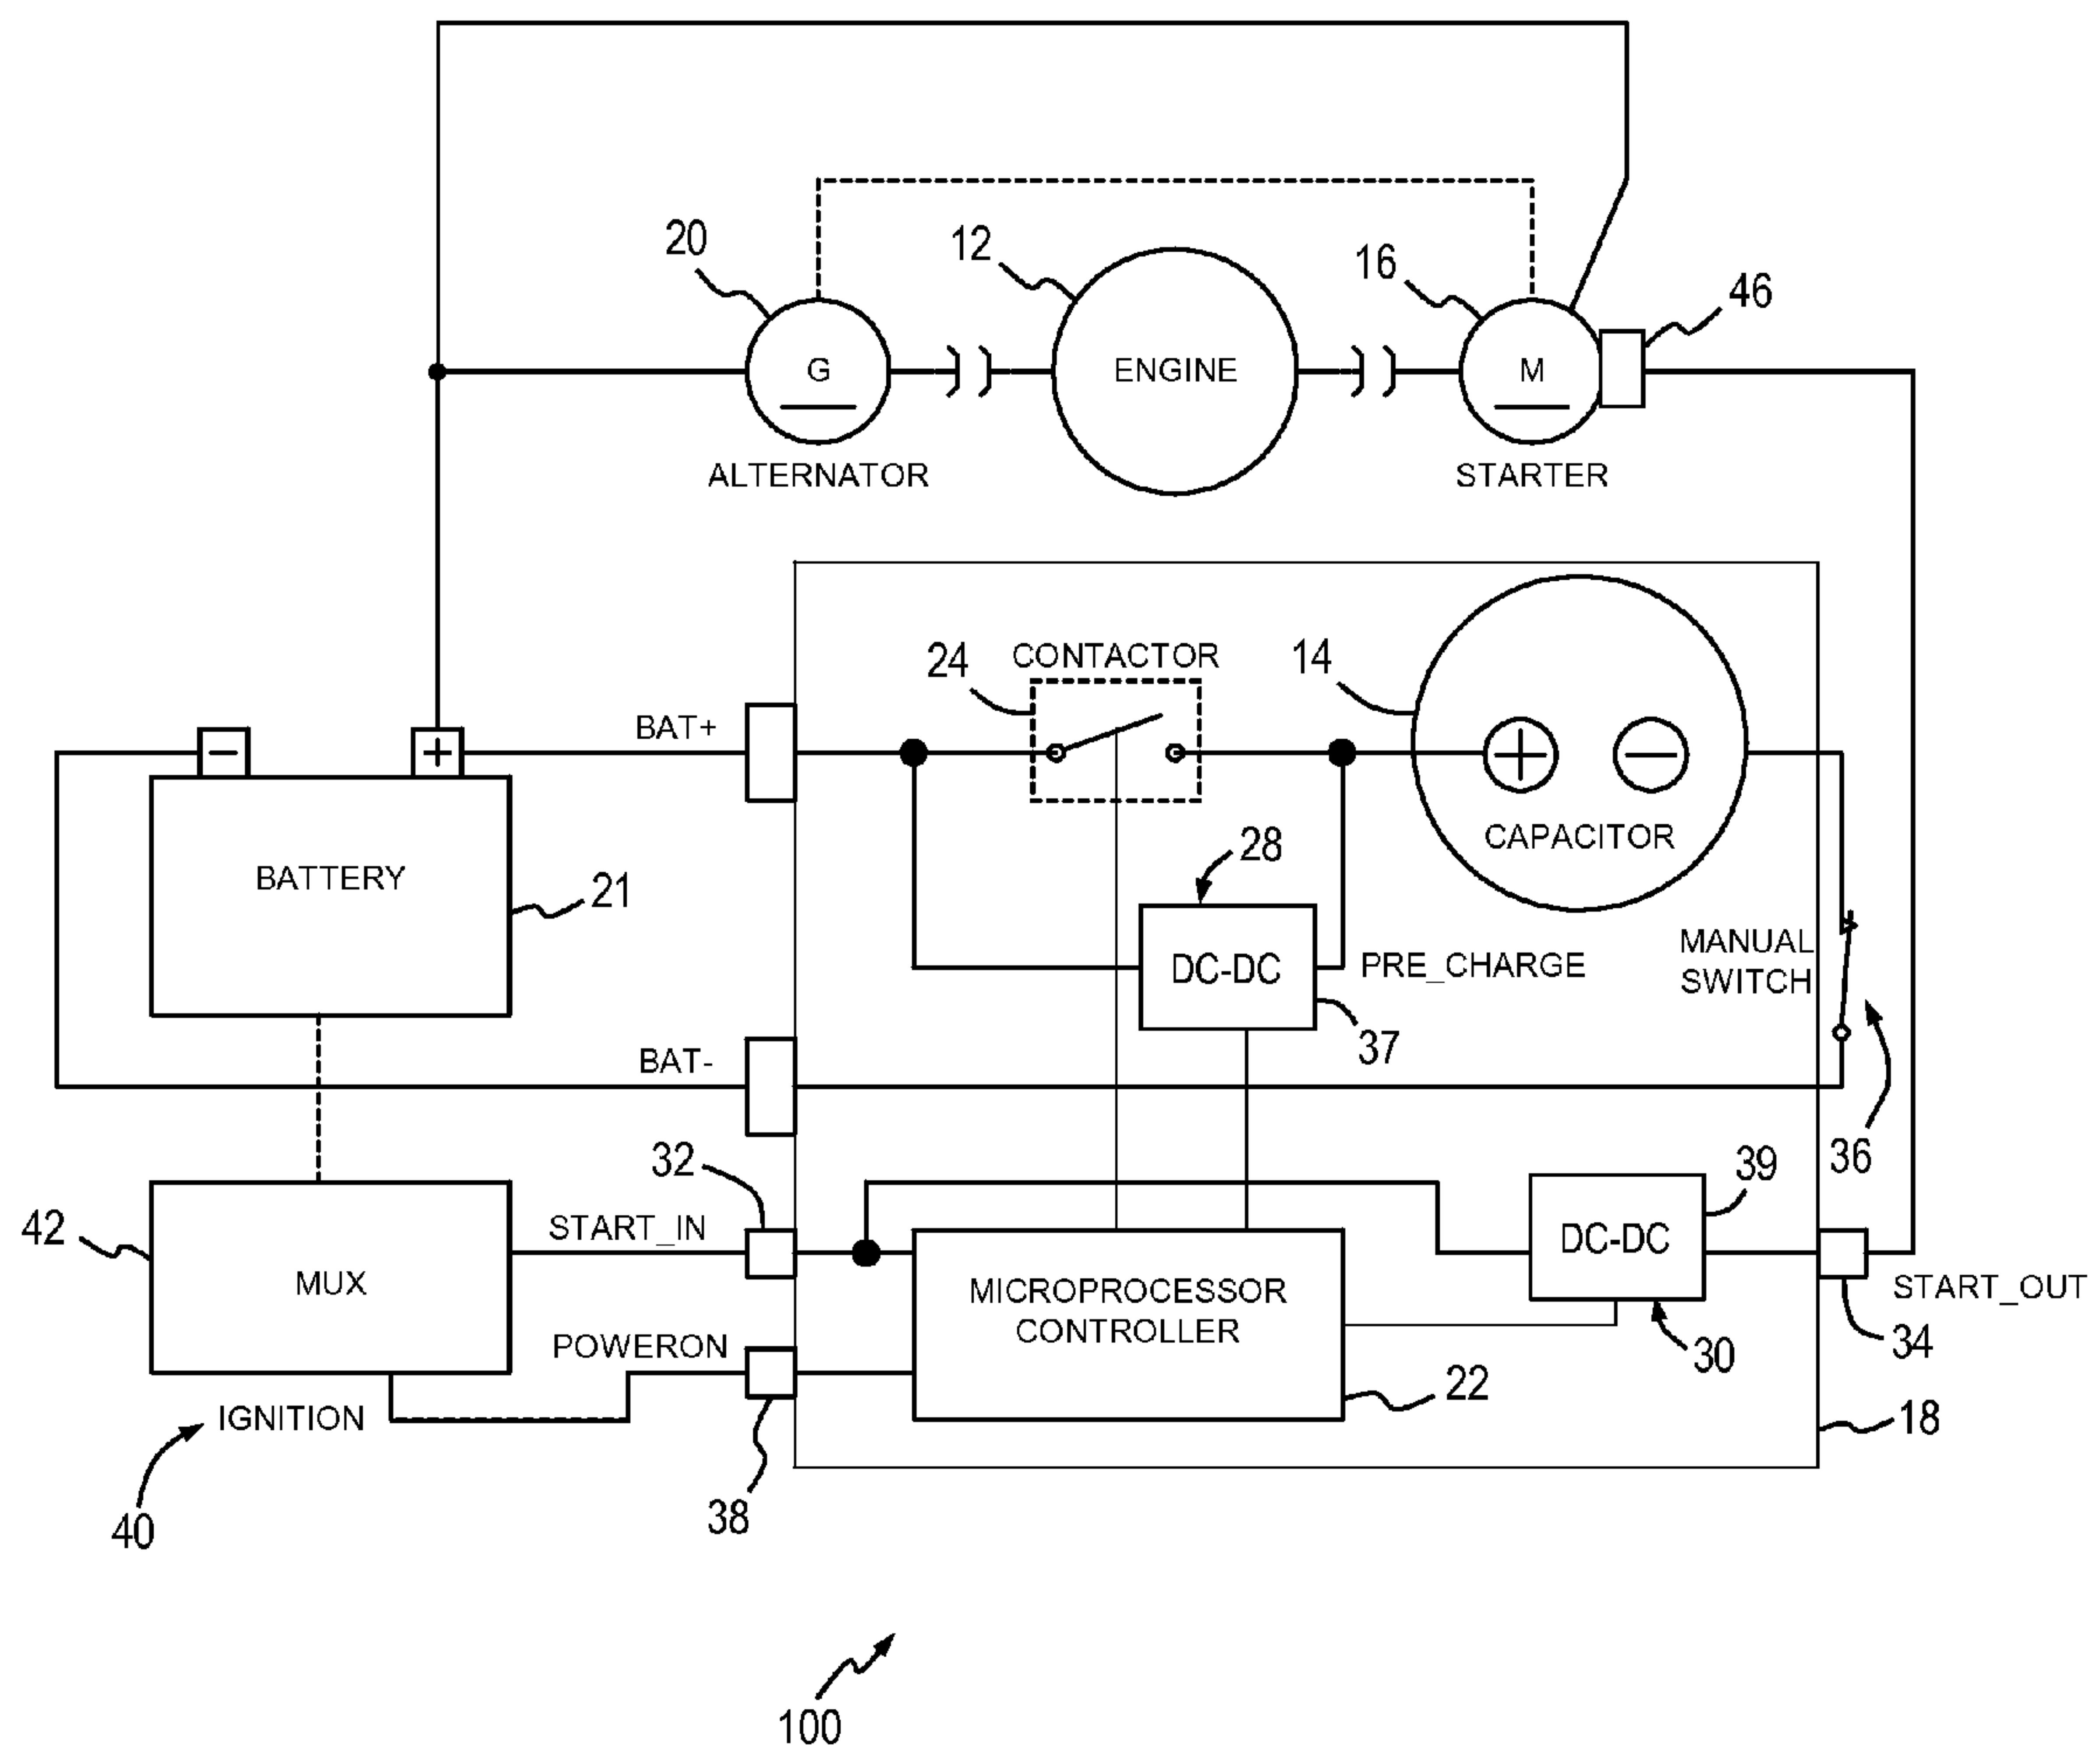 20
12
16
46
G
ENGINE
M
ALTERNATOR
STARTER
24
CONTACTOR
14
BAT+
−
+
+
−
CAPACITOR
BATTERY
21
28
DC-DC
PRE_CHARGE
37
MANUAL
SWITCH
BAT-
36
32
39
42
START_IN
DC-DC
MUX
MICROPROCESSOR
CONTROLLER
START_OUT
34
POWERON
30
22
IGNITION
18
40
38
100